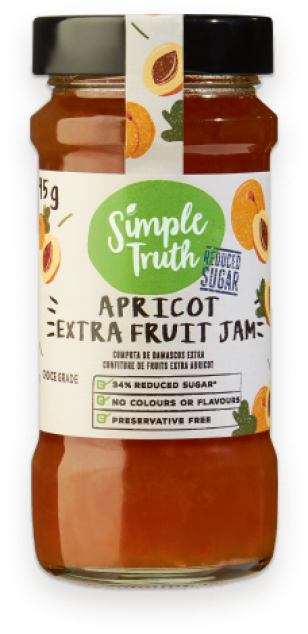 95 g
Simple
Truth
REDUCED
SUGAR
APRICOT
EXTRA FRUIT JAM
COMPOTA DE DAMASCOS EXTRA
CONFITURE DE FRUITS EXTRA ABRICOT
CHOICE GRADE
34% REDUCED SUGAR*
NO COLOURS OR FLAVOURS
PRESERVATIVE FREE